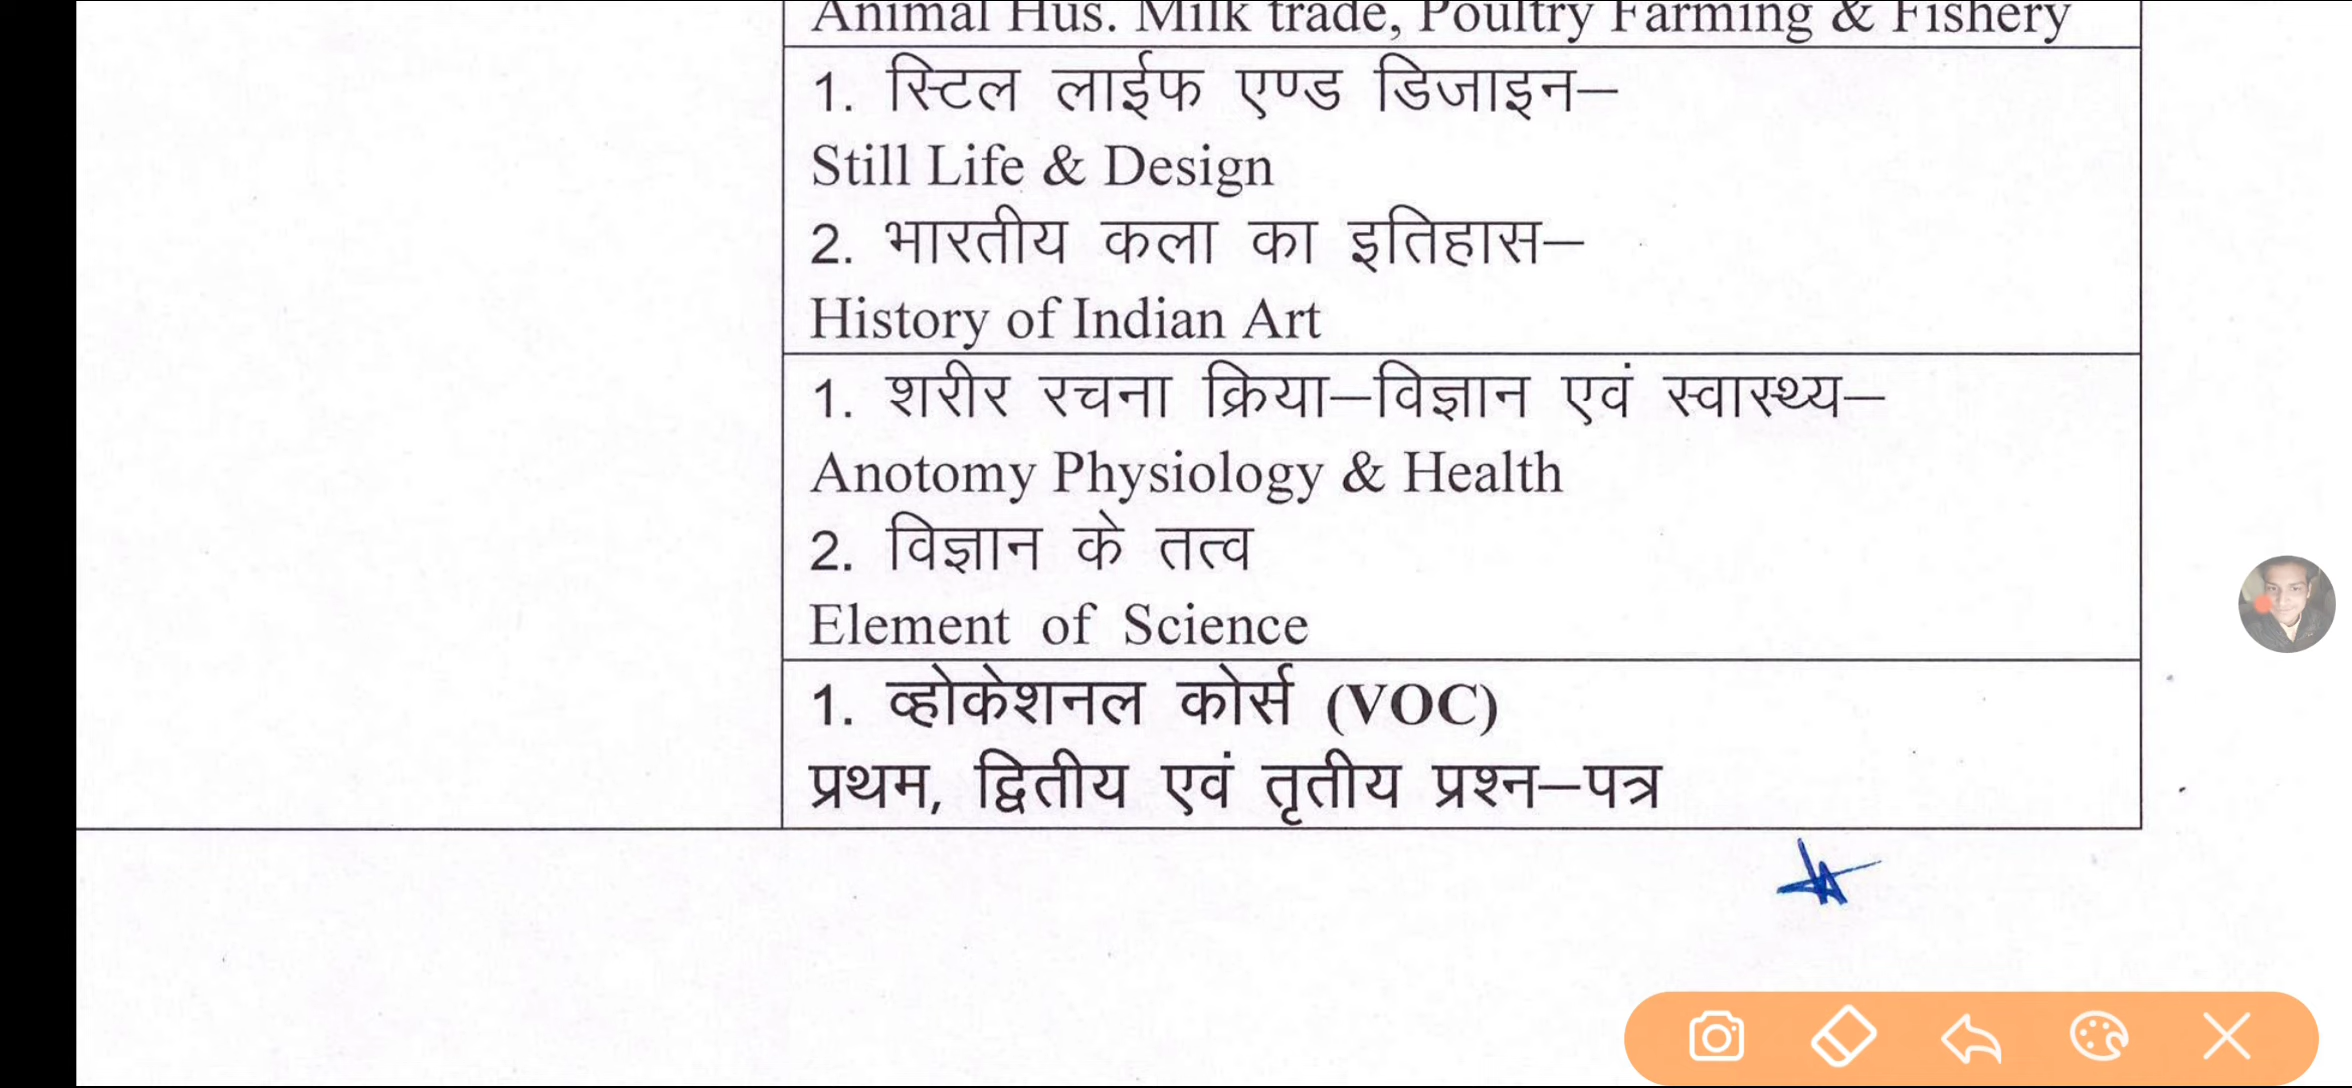 Animal Hus. Milk trade, Poultry Farming & Fishery
1. स्टिल लाईफ एण्ड डिजाइन–
Still Life & Design
2. भारतीय कला का इतिहास–
History of Indian Art
1. शरीर रचना क्रिया–विज्ञान एवं स्वास्थ्य–
Anotomy Physiology & Health
2. विज्ञान के तत्व
Element of Science
1. व्होकेशनल कोर्स (VOC)
प्रथम, द्वितीय एवं तृतीय प्रश्न–पत्र